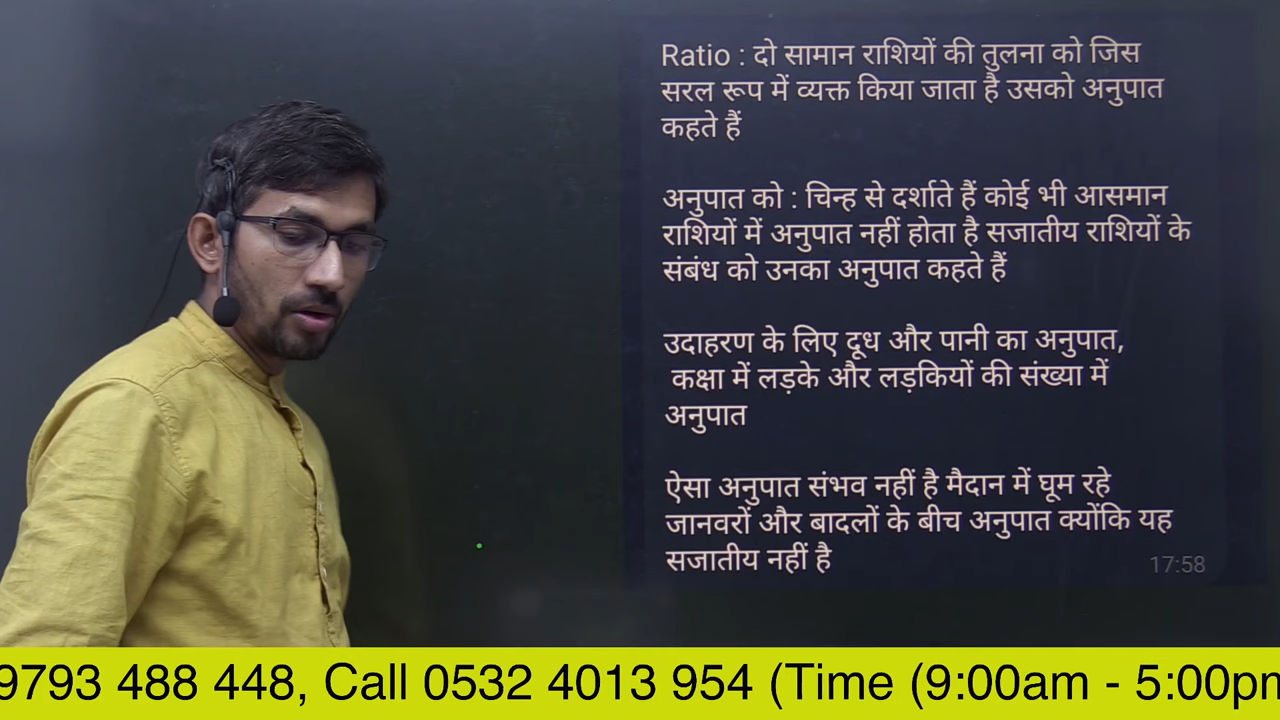 Ratio : दो सामान राशियों की तुलना को जिस
सरल रूप में व्यक्त किया जाता है उसको अनुपात
कहते हैं
अनुपात को : चिन्ह से दर्शाते हैं कोई भी आसमान
राशियों में अनुपात नहीं होता है सजातीय राशियों के
संबंध को उनका अनुपात कहते हैं
उदाहरण के लिए दूध और पानी का अनुपात,
कक्षा में लड़के और लड़कियों की संख्या में
अनुपात
ऐसा अनुपात संभव नहीं है मैदान में घूम रहे
जानवरों और बादलों के बीच अनुपात क्योंकि यह
सजातीय नहीं है
17:58
9793 488 448, Call 0532 4013 954 (Time (9:00am - 5:00pm